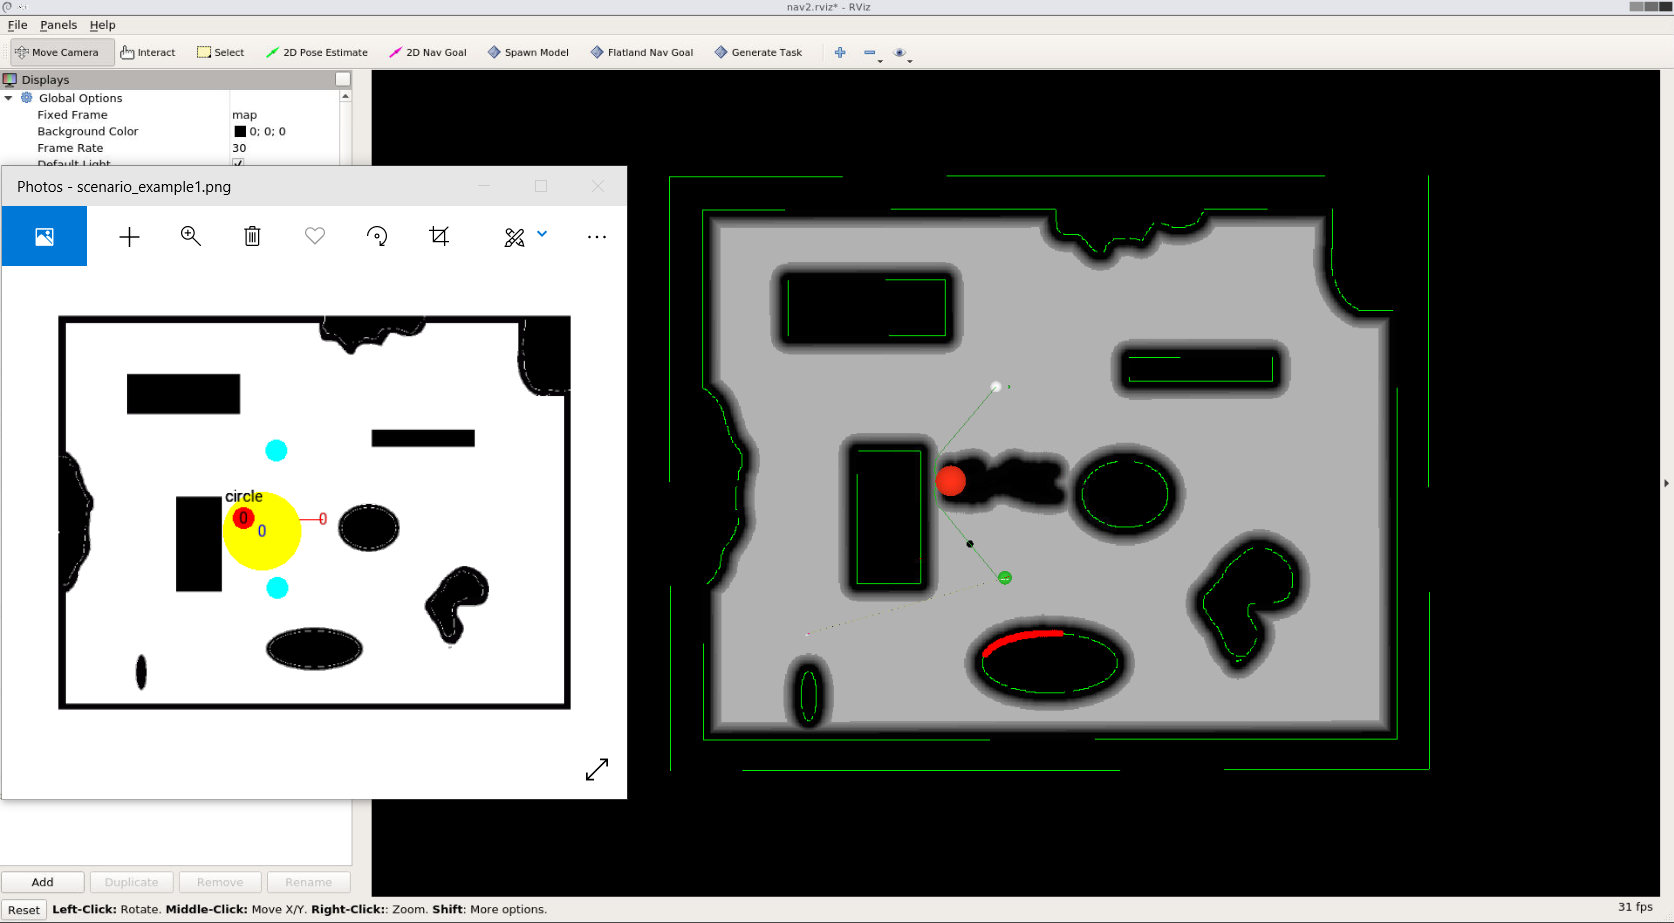 nav2.rviz* - RViz
File Panels Help
Move Camera Interact Select 2D Pose Estimate 2D Nav Goal Spawn Model Flatland Nav Goal Generate Task
Displays
Global Options
Fixed Frame map
Background Color 0; 0; 0
Frame Rate 30
Default Light
Photos - scenario_example1.png
circle
0
0
0
Add Duplicate Remove Rename
Reset Left-Click: Rotate. Middle-Click: Move X/Y. Right-Click:: Zoom. Shift: More options.
31 fps